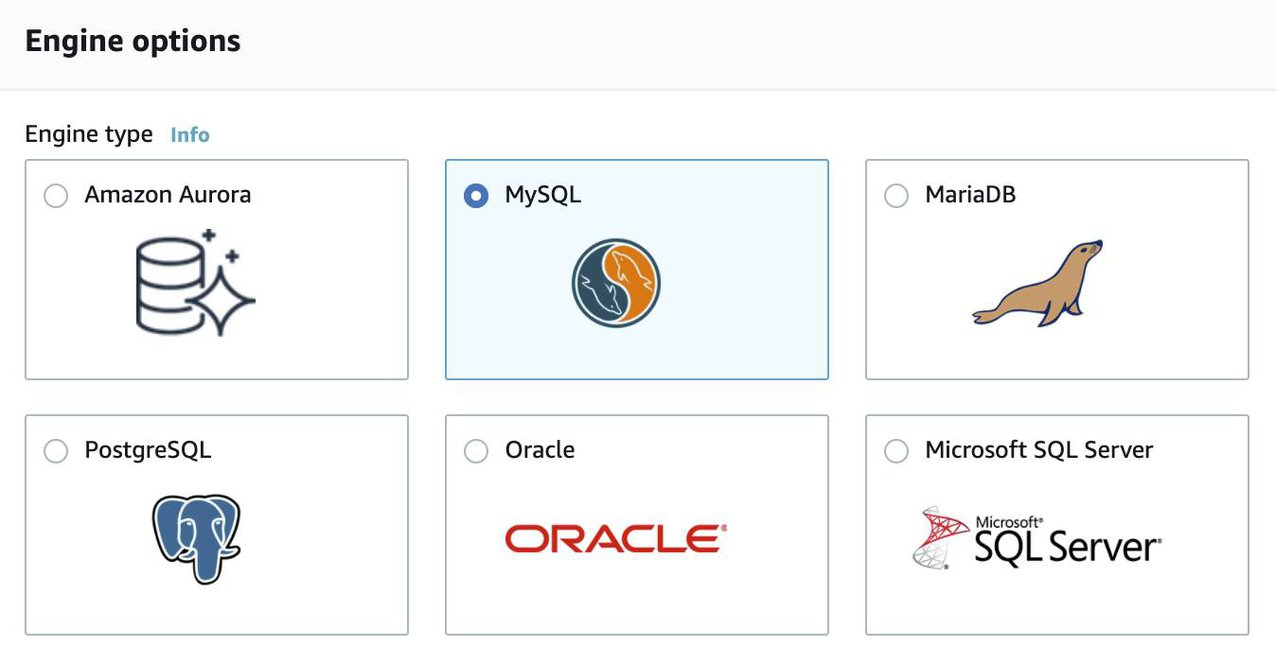 Engine options
Engine type Info
Amazon Aurora
MySQL
MariaDB
PostgreSQL
Oracle
Microsoft SQL Server
ORACLE®
Microsoft®
SQL Server®